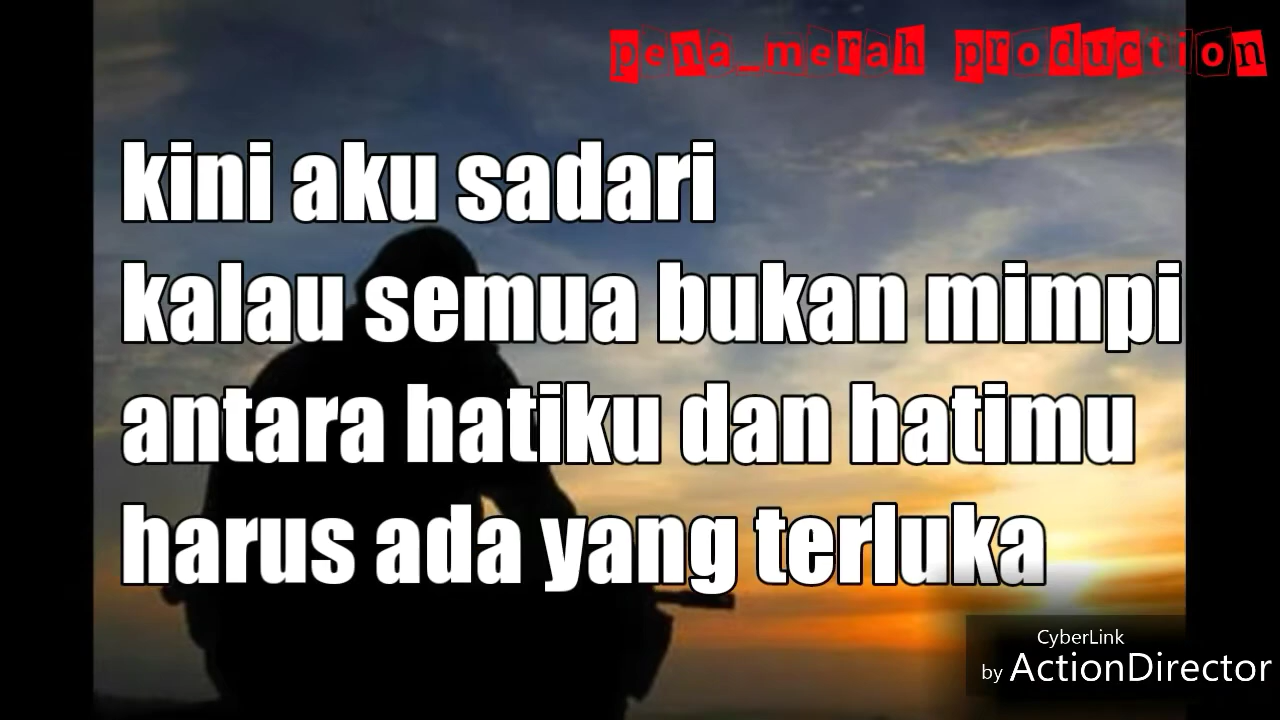 pena_merah production
kini aku sadari
kalau semua bukan mimpi
antara hatiku dan hatimu
harus ada yang terluka
CyberLink
by ActionDirector